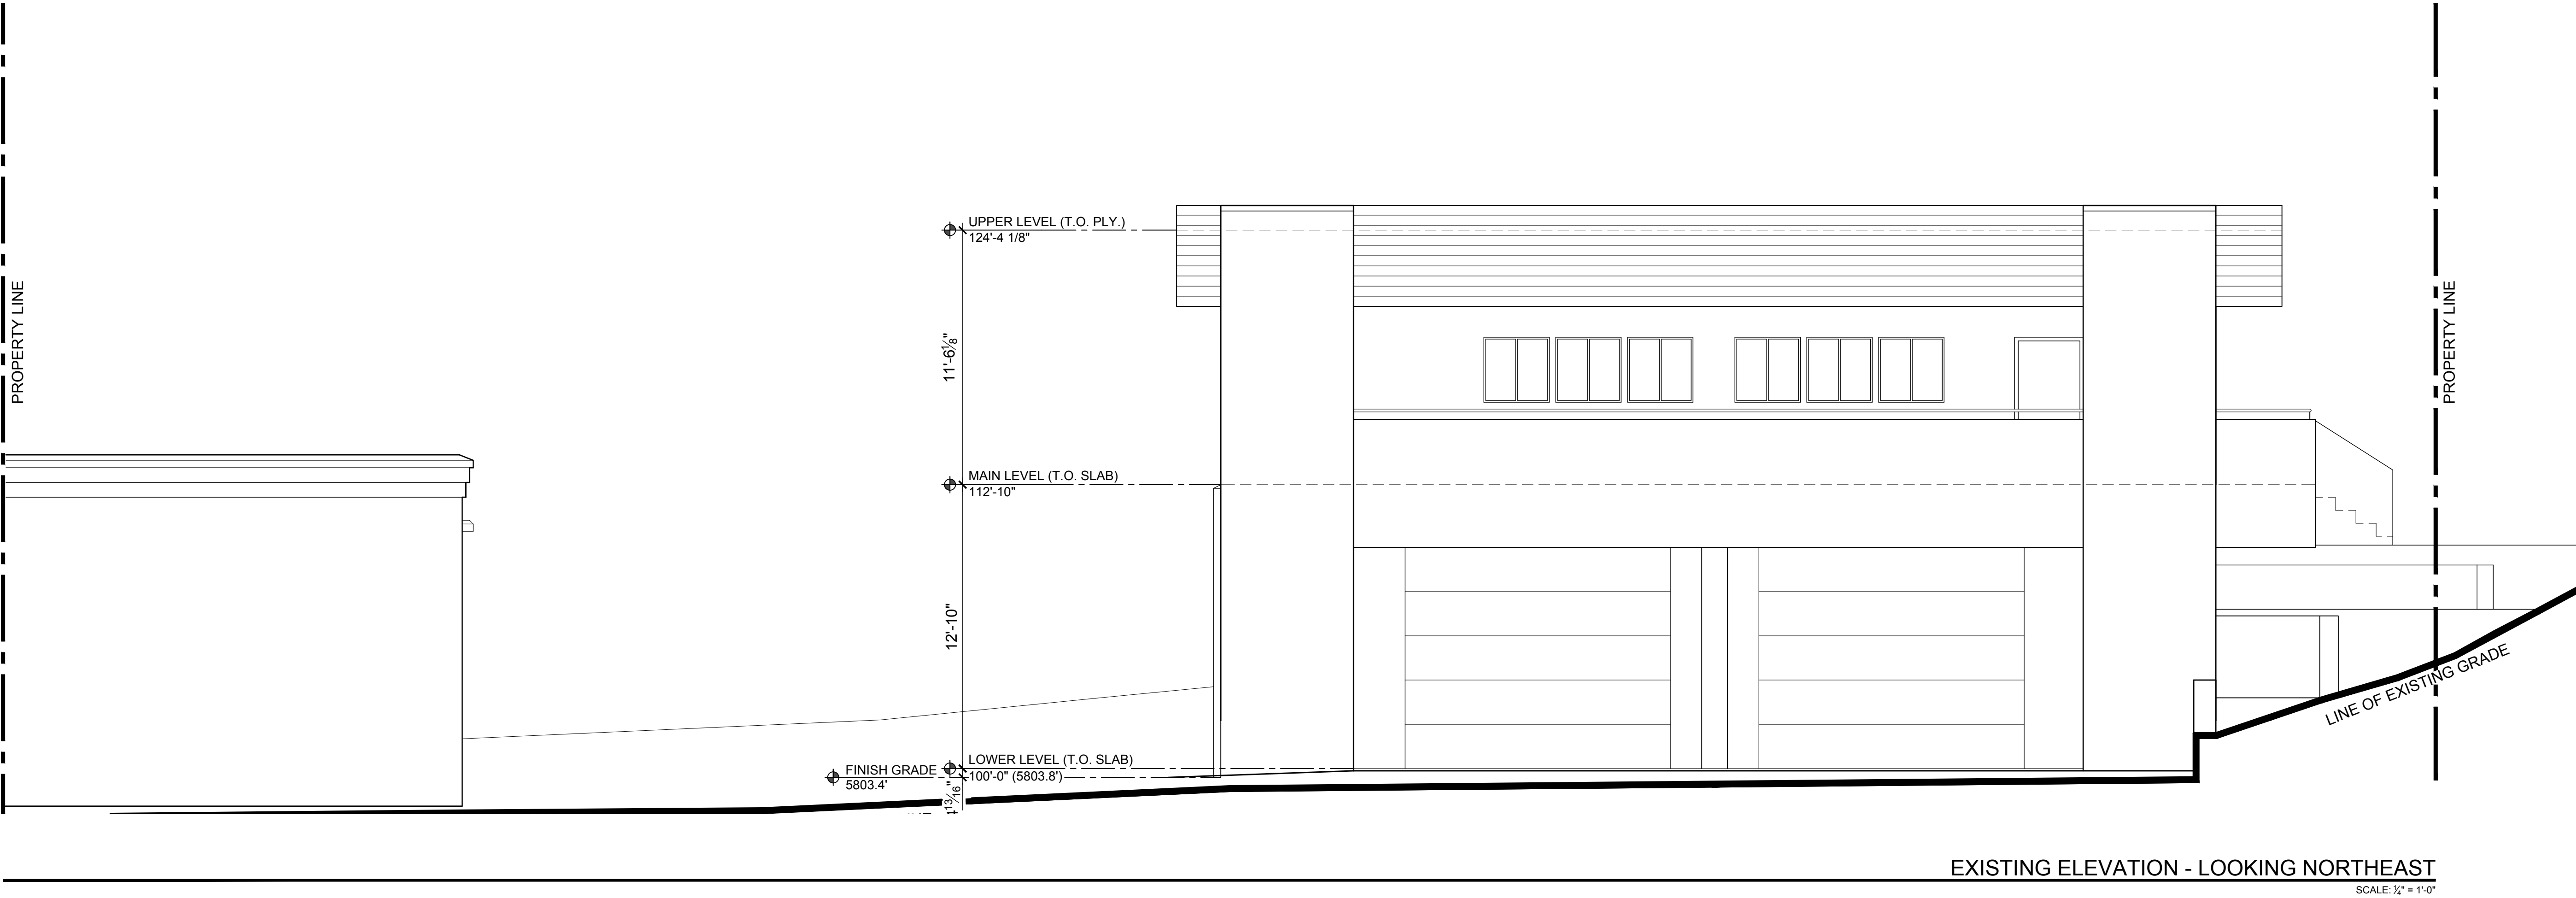 UPPER LEVEL (T.O. PLY.)
124'-4 1/8"
PROPERTY LINE
PROPERTY LINE
11'-6⅛"
MAIN LEVEL (T.O. SLAB)
112'-10"
12'-10"
LINE OF EXISTING GRADE
LOWER LEVEL (T.O. SLAB)
100'-0" (5803.8')
FINISH GRADE
5803.4'
EXISTING ELEVATION - LOOKING NORTHEAST
SCALE: ¼" = 1'-0"